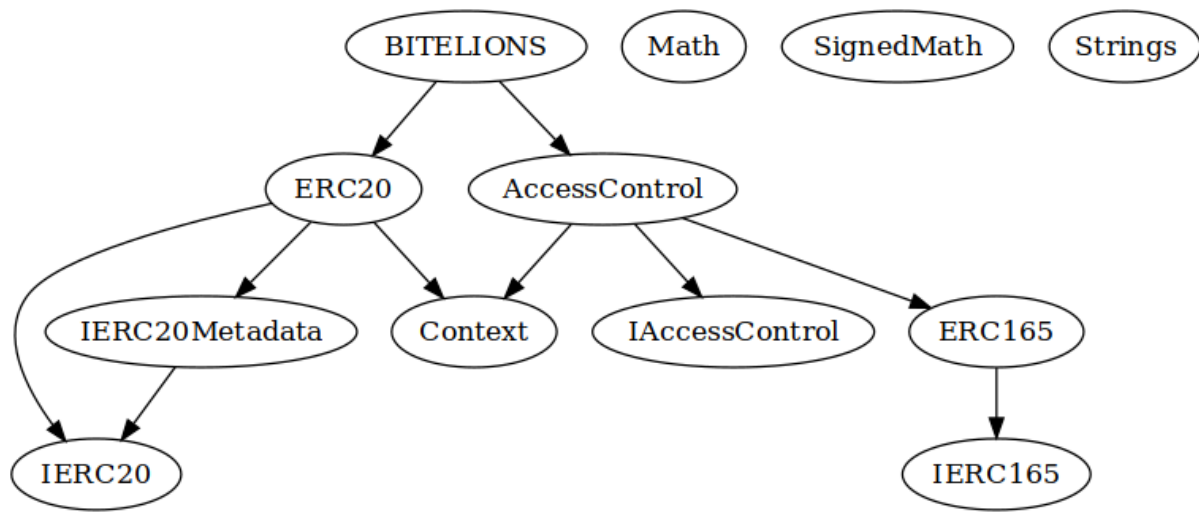 BITELIONS
Math
SignedMath
Strings
ERC20
AccessControl
IERC20Metadata
Context
IAccessControl
ERC165
IERC20
IERC165